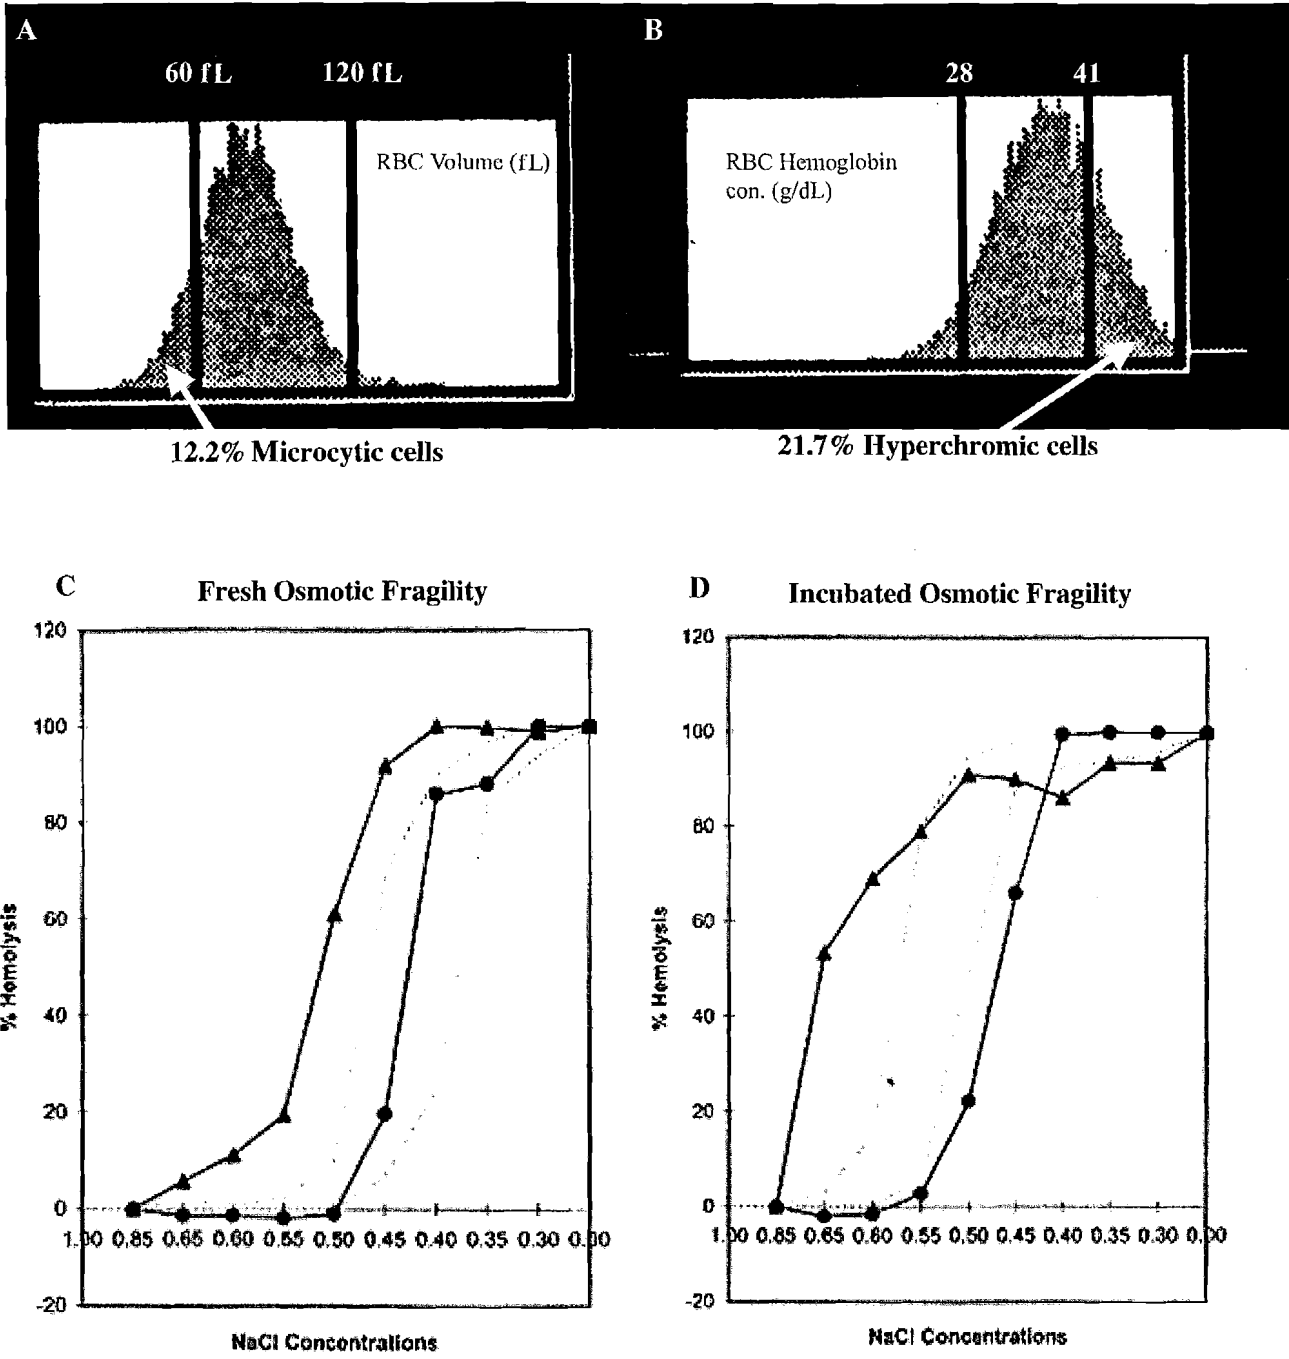 A
60 fL 120 fL
RBC Volume (fL)
12.2% Microcytic cells
B
28 41
RBC Hemoglobin
con. (g/dL)
21.7% Hyperchromic cells
C
Fresh Osmotic Fragility
120
100
80
60
40
20
0
-20
% Hemolysis
1.00 0.85 0.65 0.60 0.55 0.50 0.45 0.40 0.35 0.30 0.00
NaCl Concentrations
D
Incubated Osmotic Fragility
120
100
80
60
40
20
0
-20
% Hemolysis
1.00 0.85 0.65 0.60 0.55 0.50 0.45 0.40 0.35 0.30 0.00
NaCl Concentrations